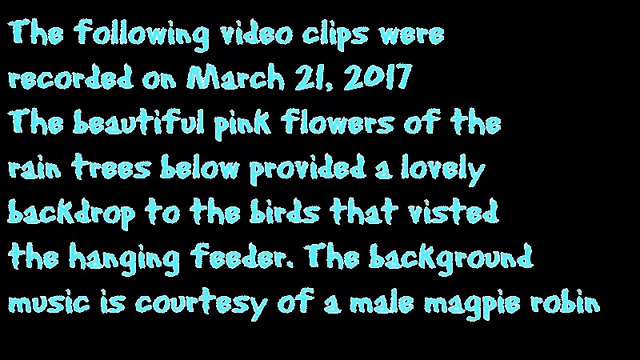 The following video clips were
recorded on March 21, 2017
The beautiful pink flowers of the
rain trees below provided a lovely
backdrop to the birds that visted
the hanging feeder. The background
music is courtesy of a male magpie robin